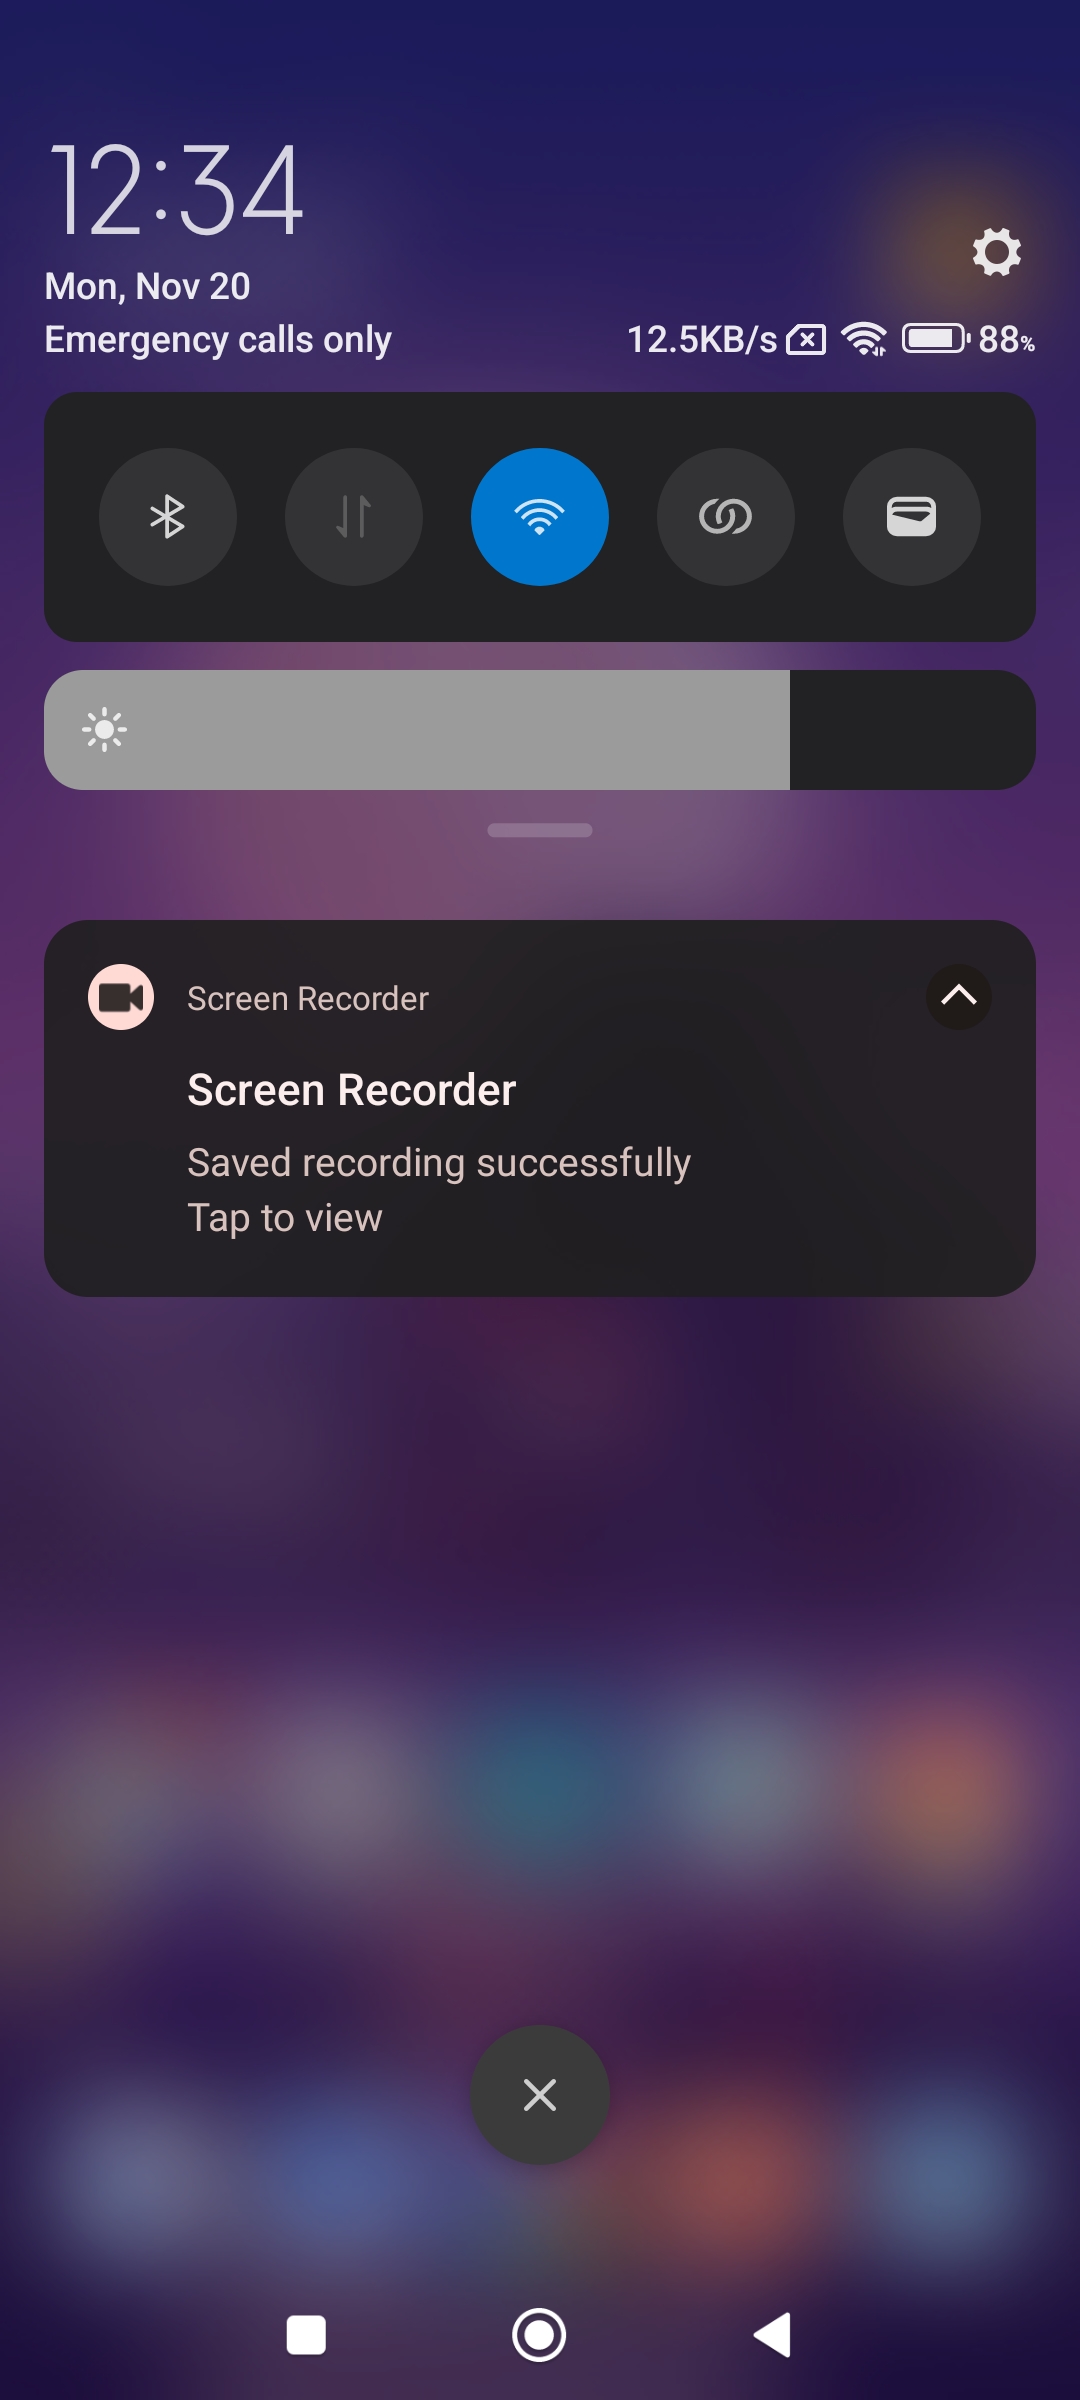 12:34
Mon, Nov 20
Emergency calls only 12.5KB/s 88%
Screen Recorder
Screen Recorder
Saved recording successfully
Tap to view